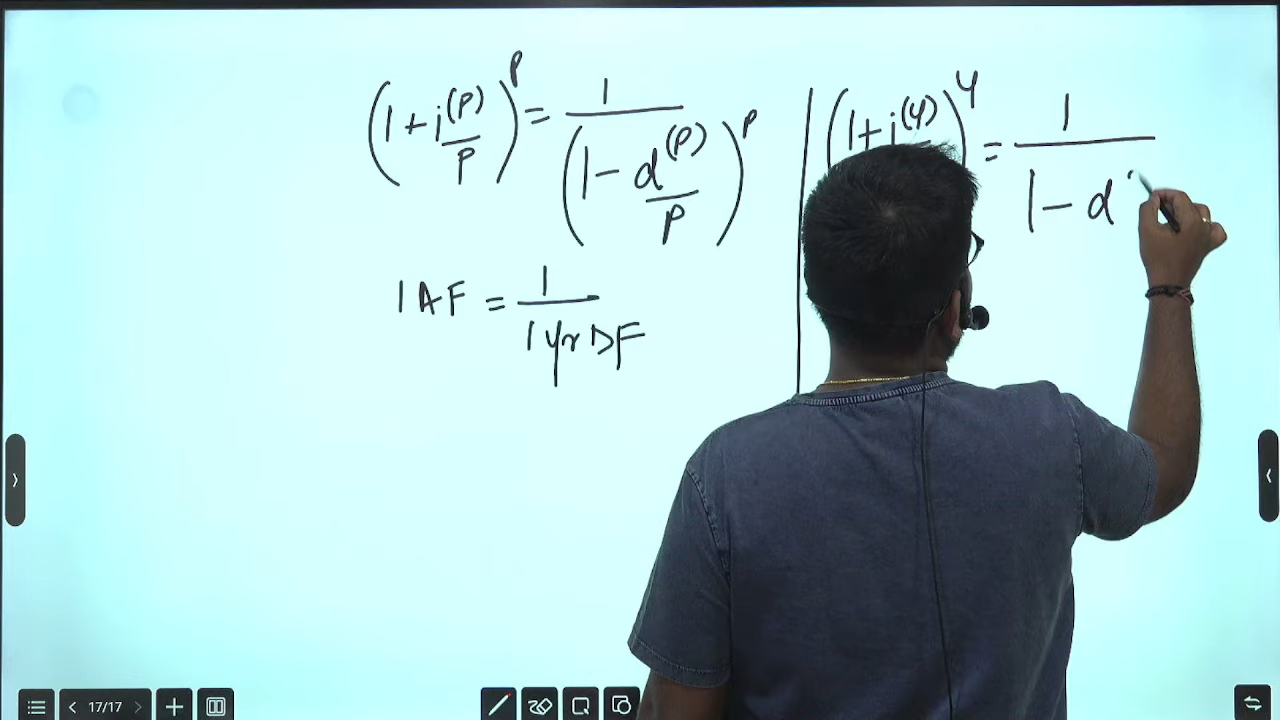 (1 + i^(p)/p)^p = 1/(1 - d^(p)/p)^p
1AF = 1/1yr DF
(1 + i^(4) )^4 = 1/1 - d
17/17